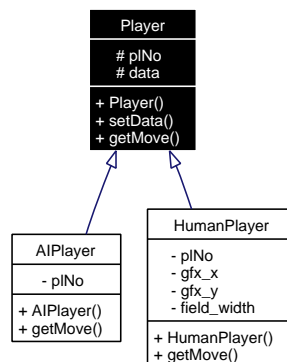 Player
# plNo
# data
+ Player()
+ setData()
+ getMove()
AIPlayer
- plNo
+ AIPlayer()
+ getMove()
HumanPlayer
- plNo
- gfx_x
- gfx_y
- field_width
+ HumanPlayer()
+ getMove()